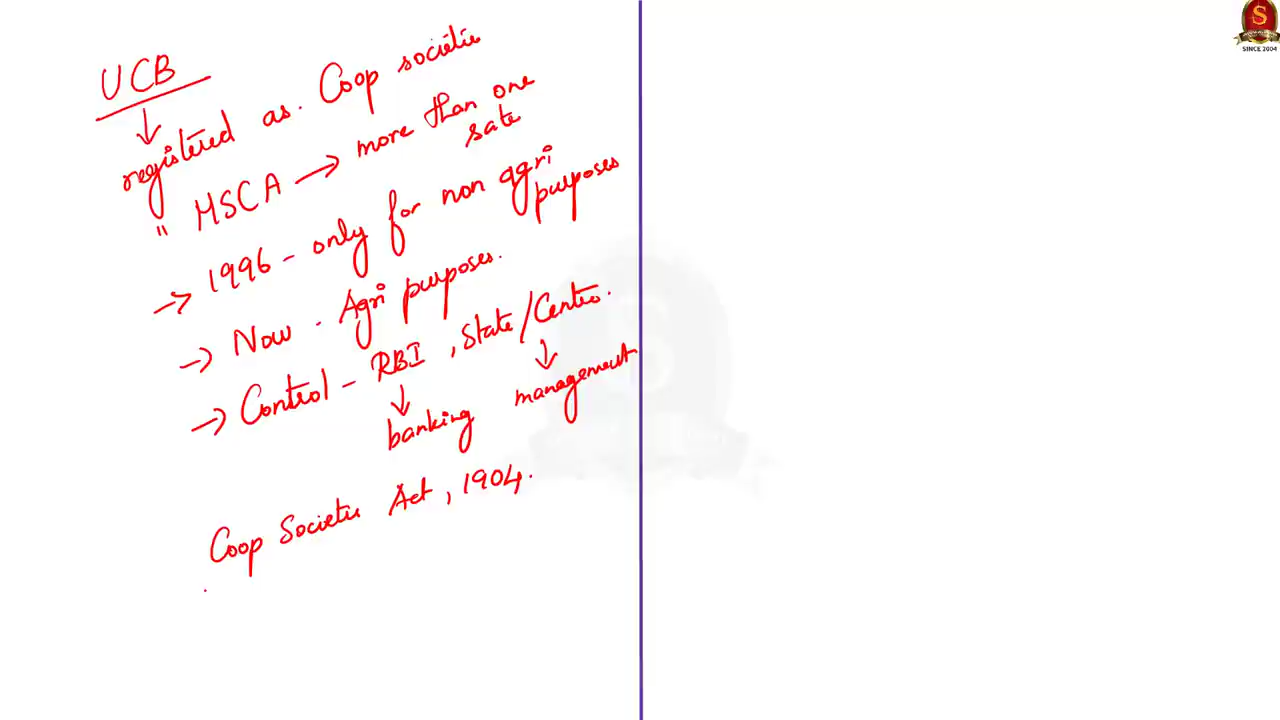 UCB
registered as. Coop societie
" MSCA → more than one
sate
→ 1996 - only for non agri
purposes
→ Now - Agri purposes.
→ Control - RBI, State/Centro.
banking management
Coop Societie Act, 1904.
S
SINCE 2004